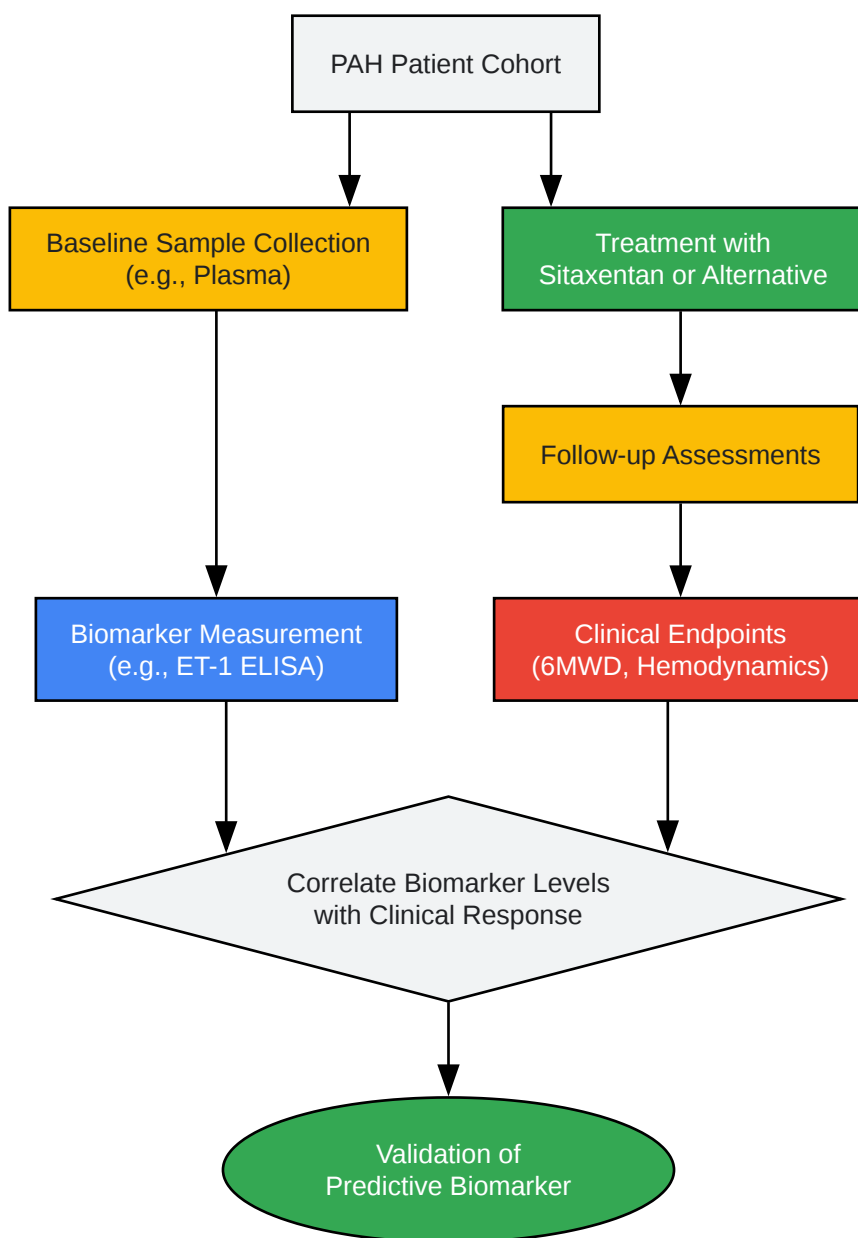 PAH Patient Cohort
Baseline Sample Collection
(e.g., Plasma)
Treatment with
Sitaxentan or Alternative
Follow-up Assessments
Biomarker Measurement
(e.g., ET-1 ELISA)
Clinical Endpoints
(6MWD, Hemodynamics)
Correlate Biomarker Levels
with Clinical Response
Validation of
Predictive Biomarker